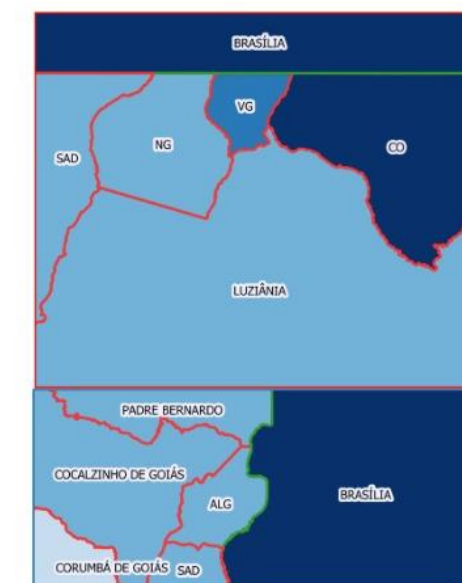 BRASÍLIA
VG
NG
CO
SAD
LUZIÂNIA
PADRE BERNARDO
COCALZINHO DE GOIÁS
BRASÍLIA
ALG
CORUMBÁ DE GOIÁS
SAD